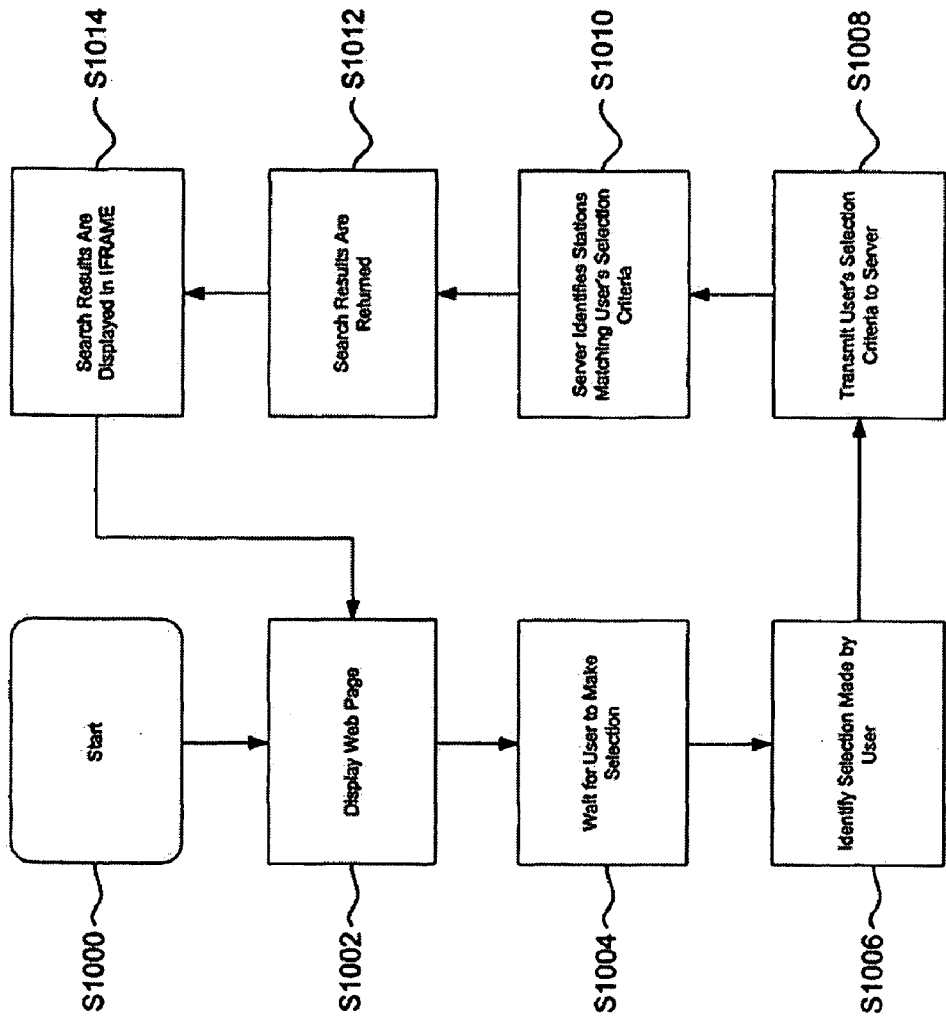 S1000
Start
S1002
Display Web Page
S1004
Wait for User to Make
Selection
S1006
Identify Selection Made by
User
S1008
Transmit User's Selection
Criteria to Server
S1010
Server Identifies Stations
Matching User's Selection
Criteria
S1012
Search Results Are
Returned
S1014
Search Results Are
Displayed in IFRAME